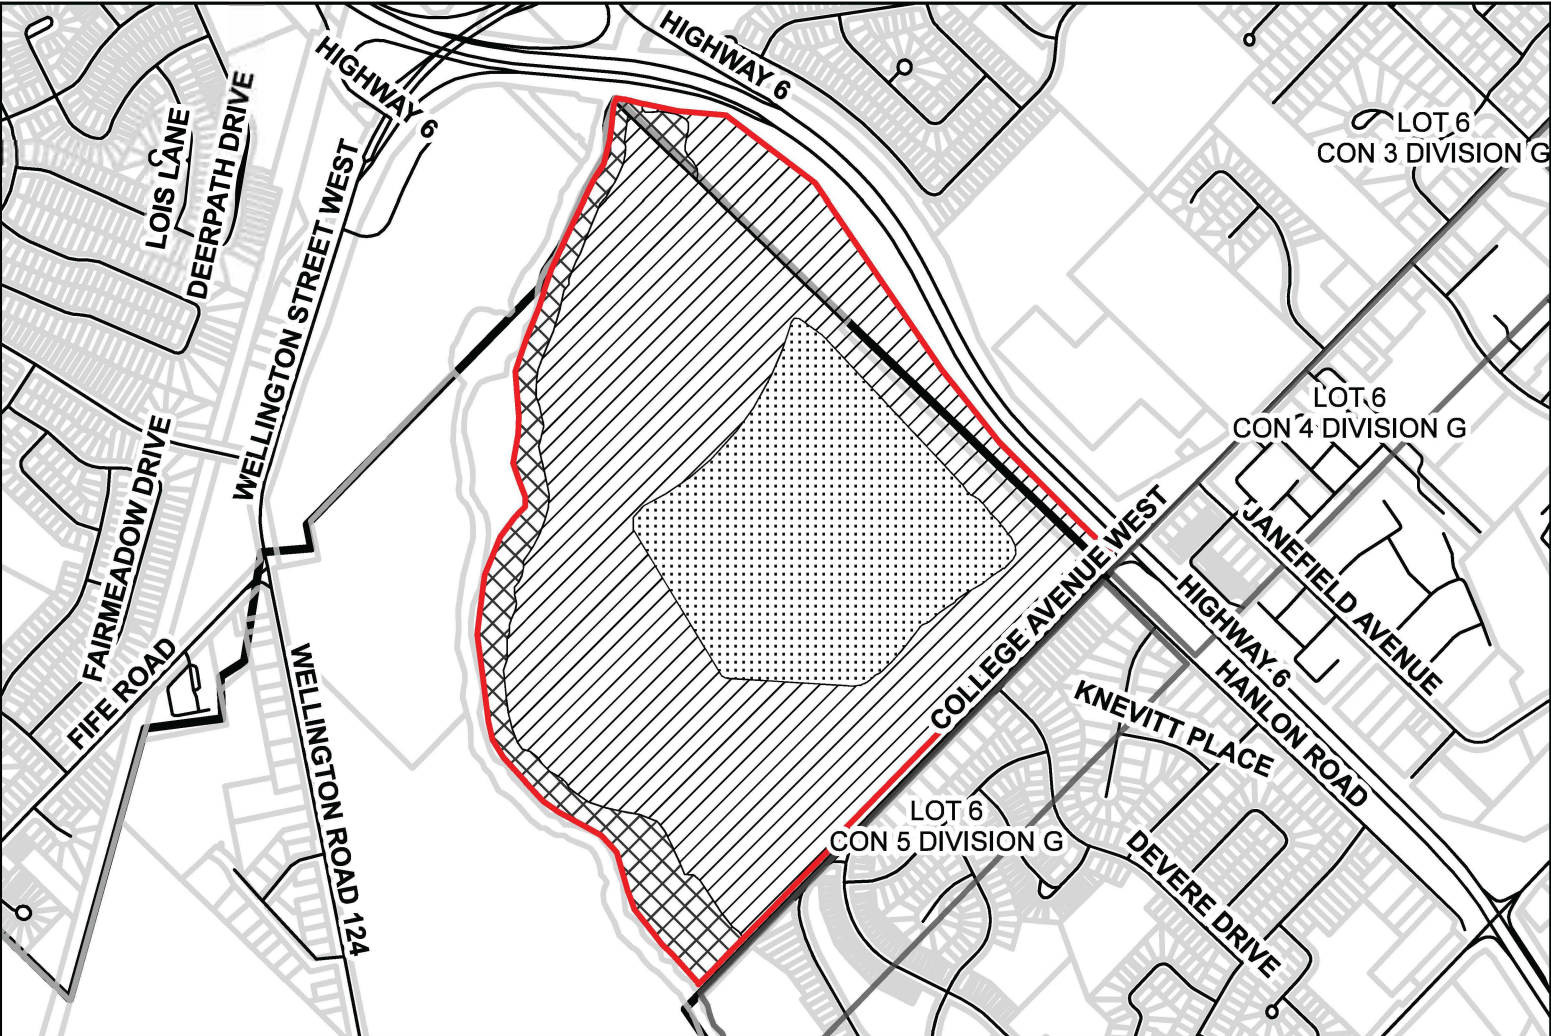 HIGHWAY 6
HIGHWAY 6
LOIS LANE
DEERPATH DRIVE
WELLINGTON STREET WEST
LOT 6
CON 3 DIVISION G
LOT 6
CON 4 DIVISION G
FAIRMEADOW DRIVE
FIFE ROAD
WELLINGTON ROAD 124
COLLEGE AVENUE WEST
JANEFIELD AVENUE
HIGHWAY 6
HANLON ROAD
KNEVITT PLACE
LOT 6
CON 5 DIVISION G
DEVERE DRIVE